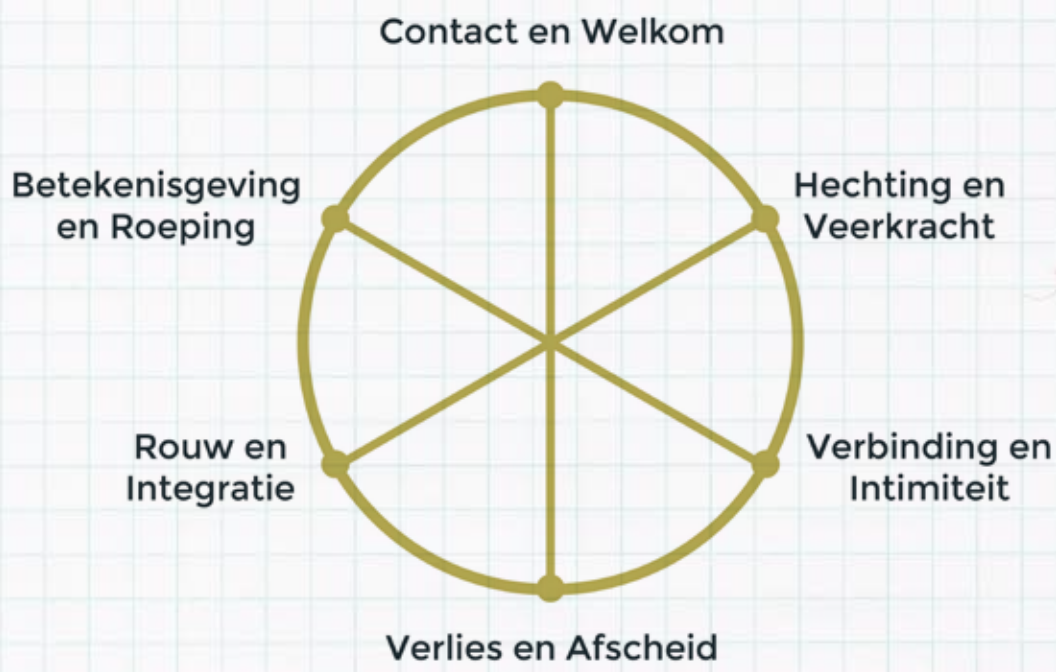 Contact en Welkom
Betekenisgeving
en Roeping
Hechting en
Veerkracht
Rouw en
Integratie
Verbinding en
Intimiteit
Verlies en Afscheid